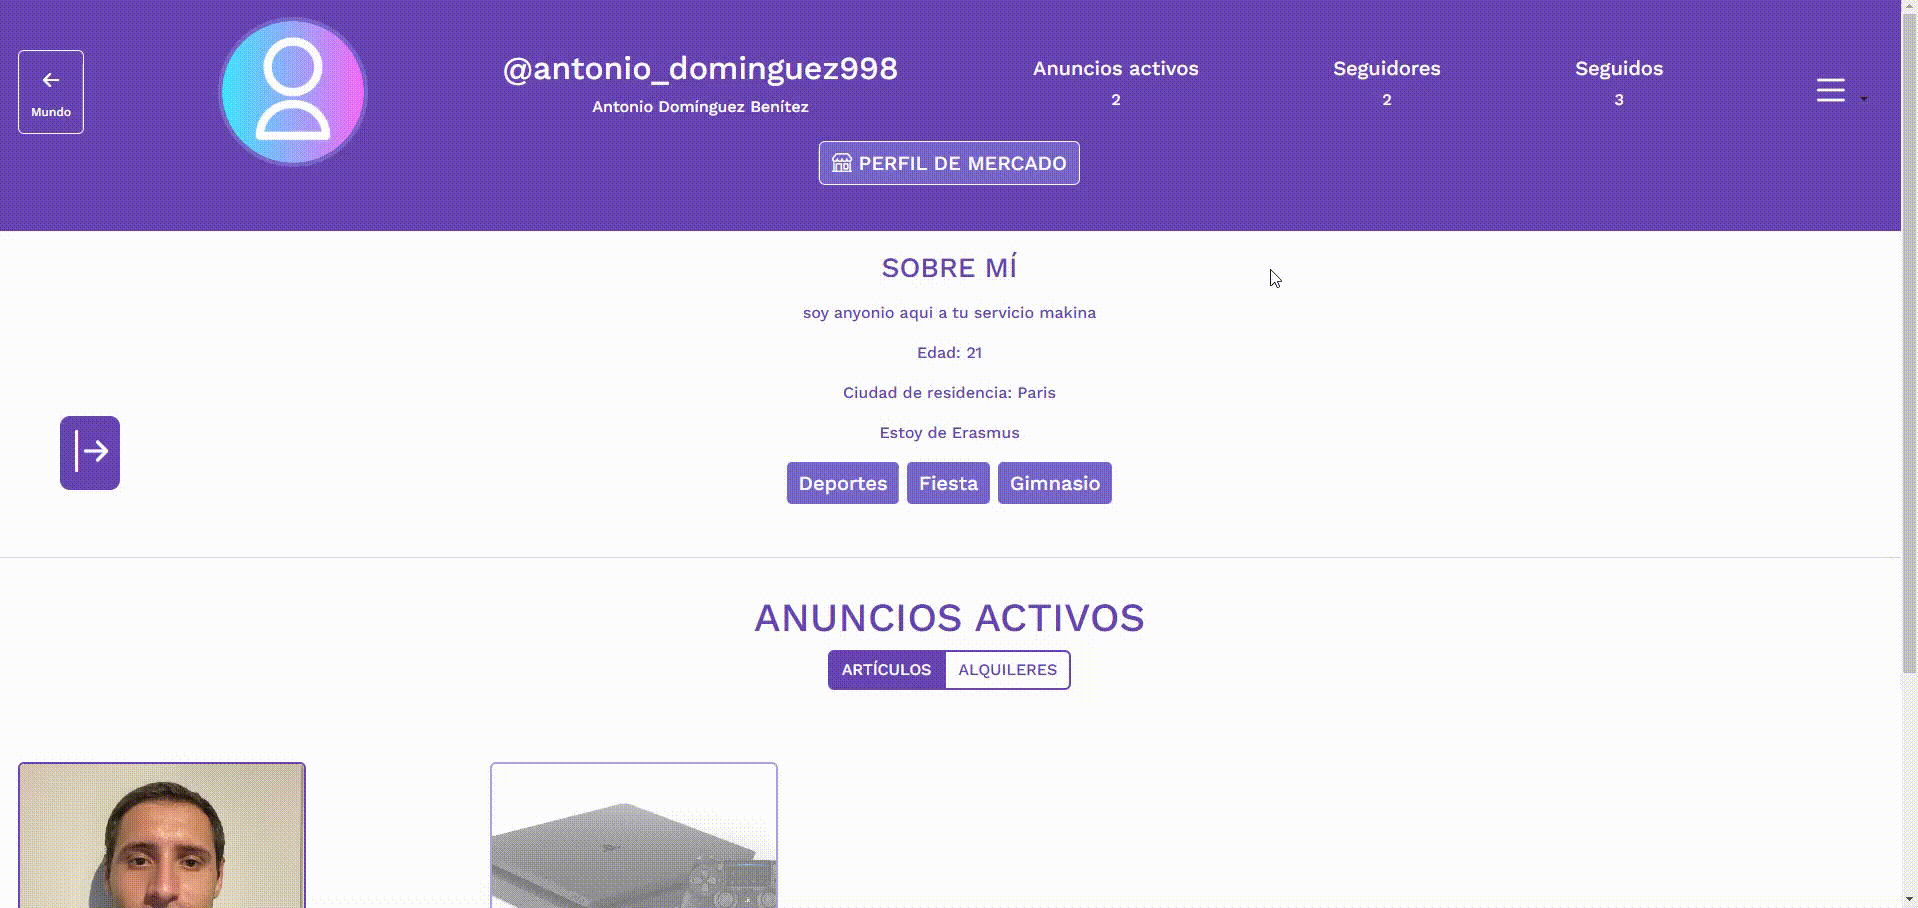 Mundo
@antonio_dominguez998
Antonio Domínguez Benítez
Anuncios activos
2
Seguidores
2
Seguidos
3
PERFIL DE MERCADO
SOBRE MÍ
soy anyonio aqui a tu servicio makina
Edad: 21
Ciudad de residencia: Paris
Estoy de Erasmus
Deportes Fiesta Gimnasio
ANUNCIOS ACTIVOS
ARTÍCULOS ALQUILERES